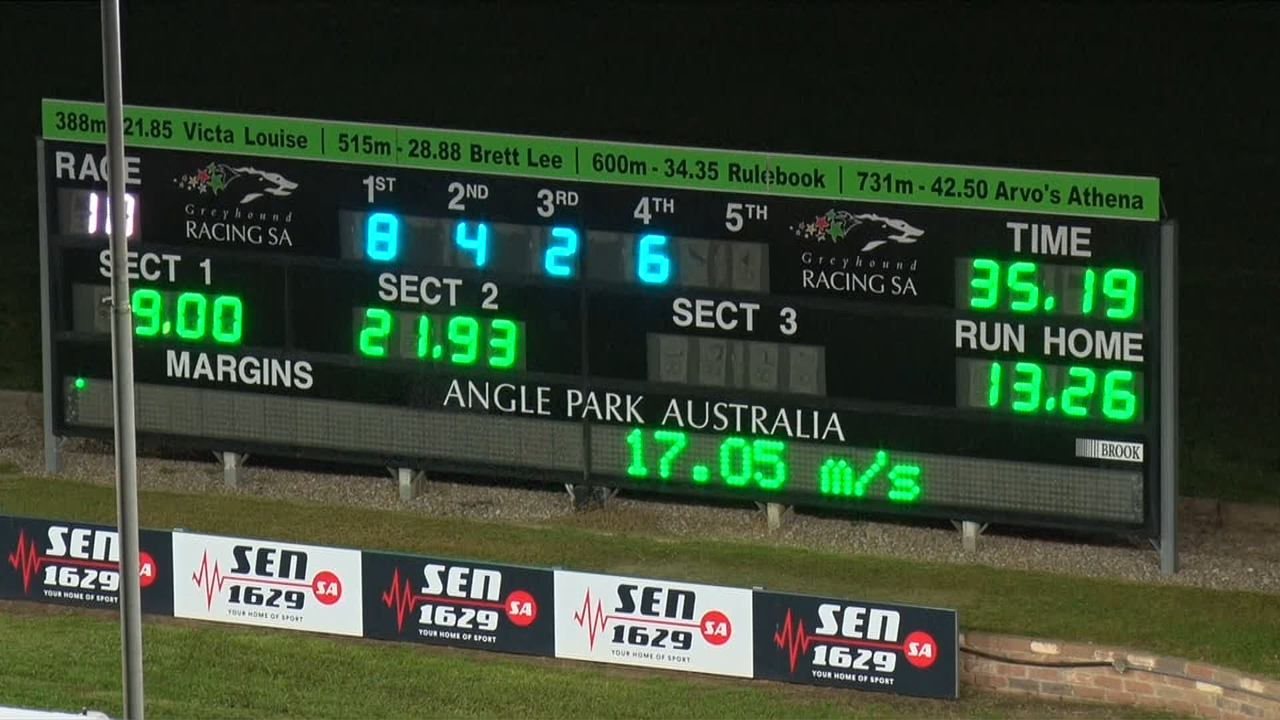 388m 21.85 Victa Louise | 515m - 28.88 Brett Lee | 600m - 34.35 Rulebook | 731m - 42.50 Arvo's Athena
RACE
Greyhound
RACING SA
1ST 2ND 3RD 4TH 5TH
8 4 2 6
Greyhound
RACING SA
TIME
35.19
SECT 1
9.00
SECT 2
21.93
SECT 3
RUN HOME
13.26
MARGINS
ANGLE PARK AUSTRALIA
BROOK
17.05 m/s
SEN
1629
YOUR HOME OF SPORT
SEN
1629 SA
YOUR HOME OF SPORT
SEN
1629 SA
YOUR HOME OF SPORT
SEN
1629 SA
YOUR HOME OF SPORT
SEN
1629 SA
YOUR HOME OF SPORT